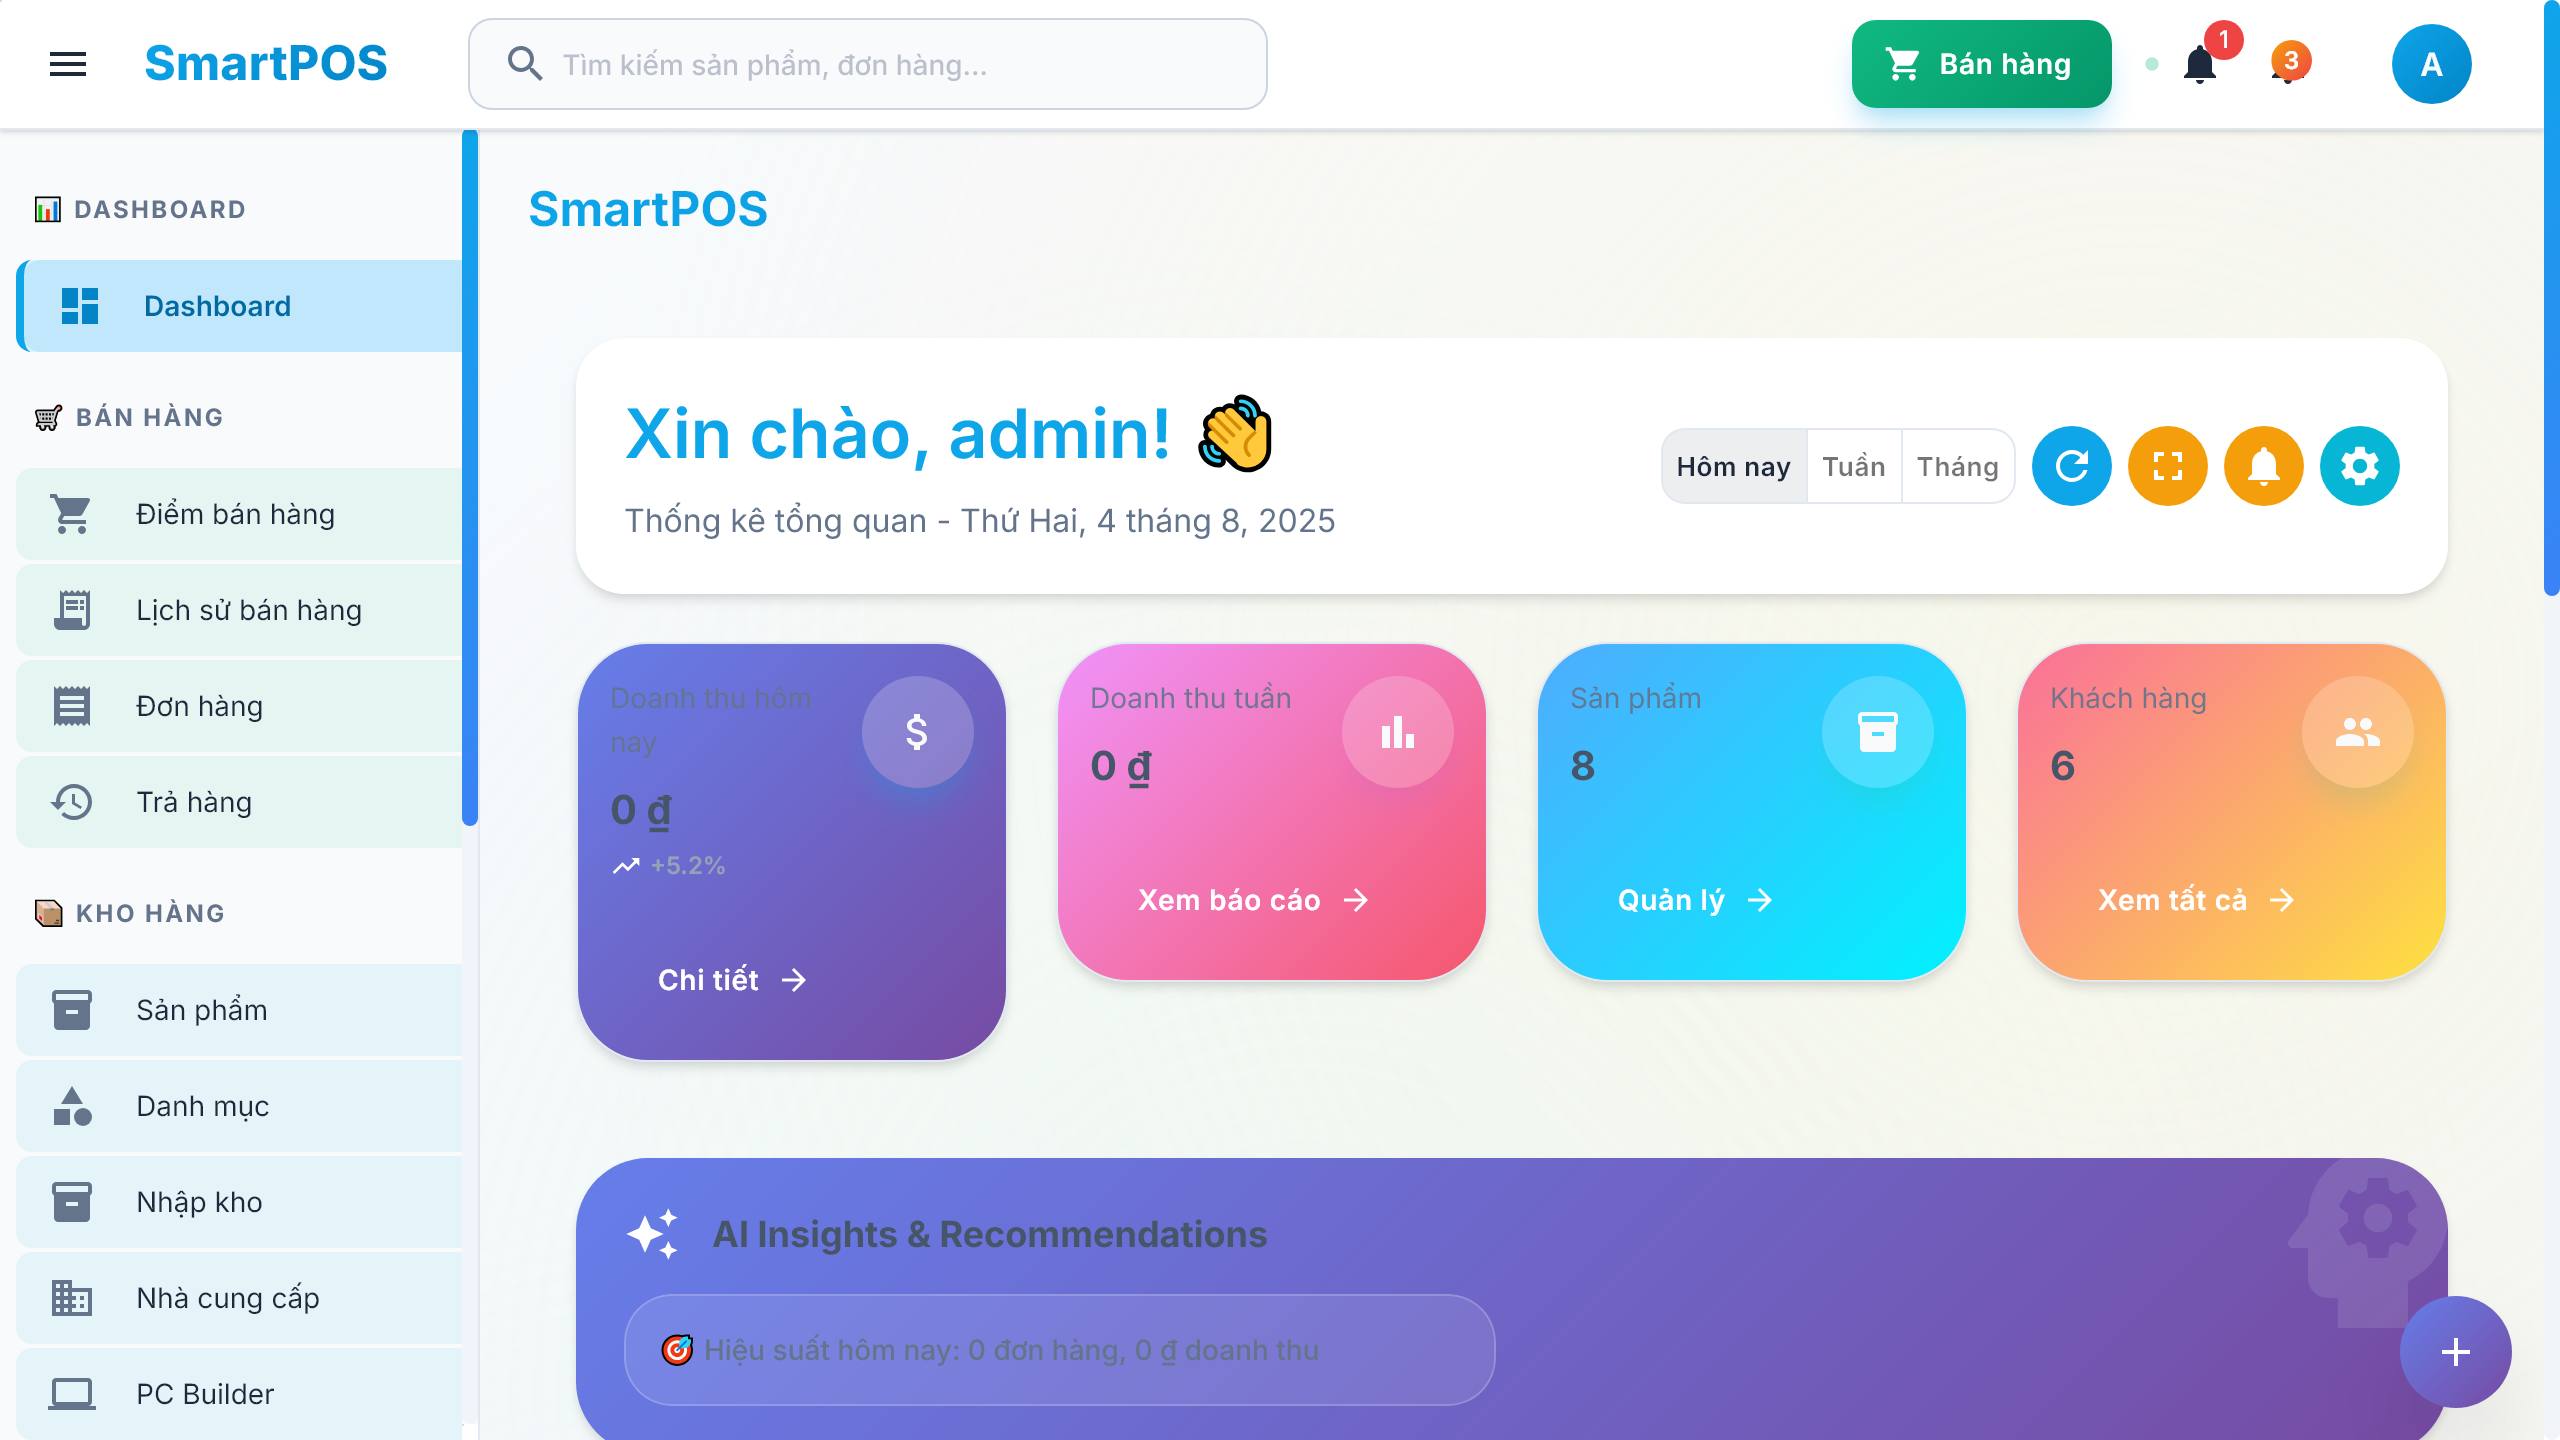 SmartPOS
Tìm kiếm sản phẩm, đơn hàng...
Bán hàng
1
3
A
DASHBOARD
Dashboard
BÁN HÀNG
Điểm bán hàng
Lịch sử bán hàng
Đơn hàng
Trả hàng
KHO HÀNG
Sản phẩm
Danh mục
Nhập kho
Nhà cung cấp
PC Builder
SmartPOS
Xin chào, admin! 👋
Thống kê tổng quan - Thứ Hai, 4 tháng 8, 2025
Hôm nay
Tuần
Tháng
Doanh thu hôm
nay
0 ₫
+5.2%
Chi tiết
Doanh thu tuần
0 ₫
Xem báo cáo
Sản phẩm
8
Quản lý
Khách hàng
6
Xem tất cả
AI Insights & Recommendations
🎯 Hiệu suất hôm nay: 0 đơn hàng, 0 ₫ doanh thu